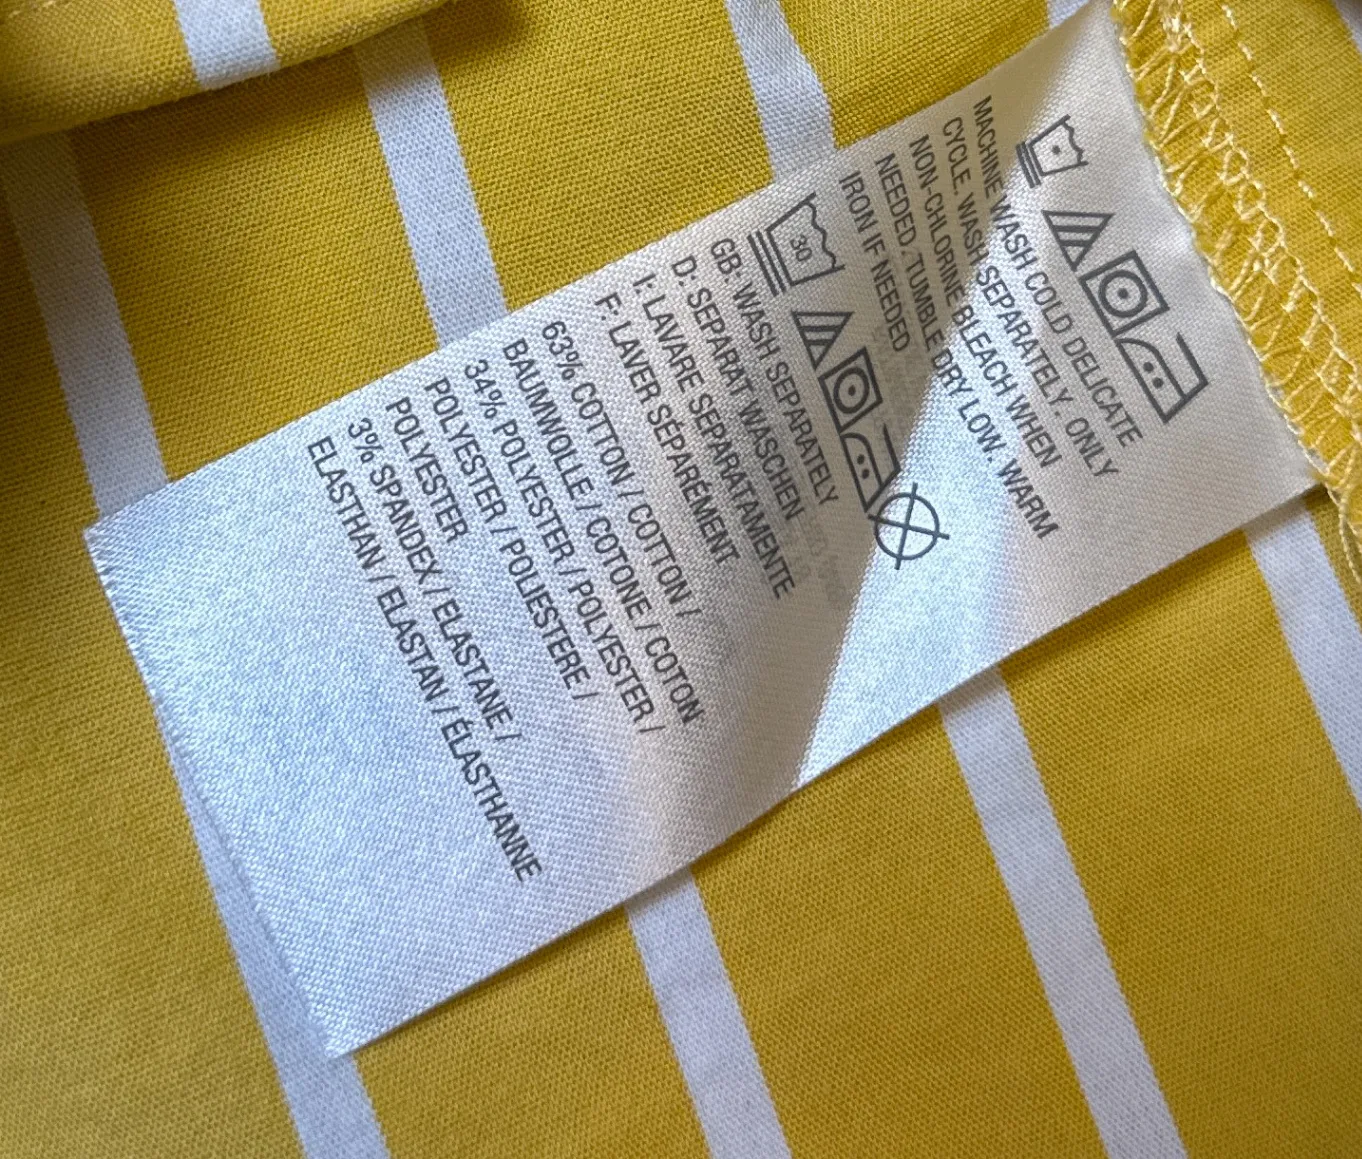 MACHINE WASH COLD DELICATE
CYCLE. WASH SEPARATELY. ONLY
NON-CHLORINE BLEACH WHEN
NEEDED. TUMBLE DRY LOW. WARM
IRON IF NEEDED
30
GB: WASH SEPARATELY
D: SEPARAT WASCHEN
I: LAVARE SEPARATAMENTE
F: LAVER SÉPARÉMENT
63% COTTON / COTTON /
BAUMWOLLE / COTONE / COTON
34% POLYESTER / POLYESTER /
POLYESTER / POLIESTERE /
POLYESTER
3% SPANDEX / ELASTANE /
ELASTHAN / ELASTAN / ÉLASTHANNE